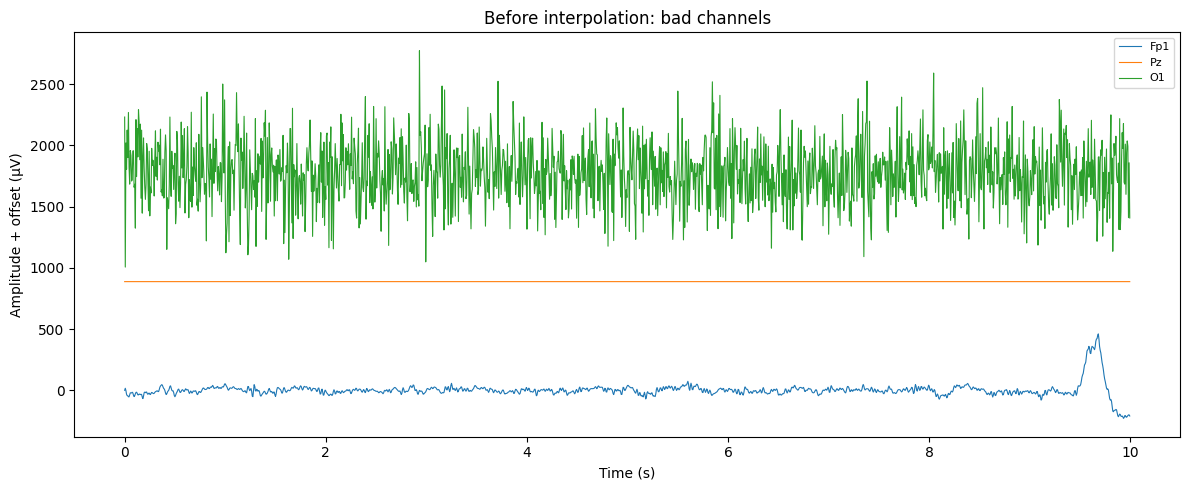 Before interpolation: bad channels
Fp1
Pz
O1
Amplitude + offset (µV)
2500
2000
1500
1000
500
0
0
2
4
6
8
10
Time (s)